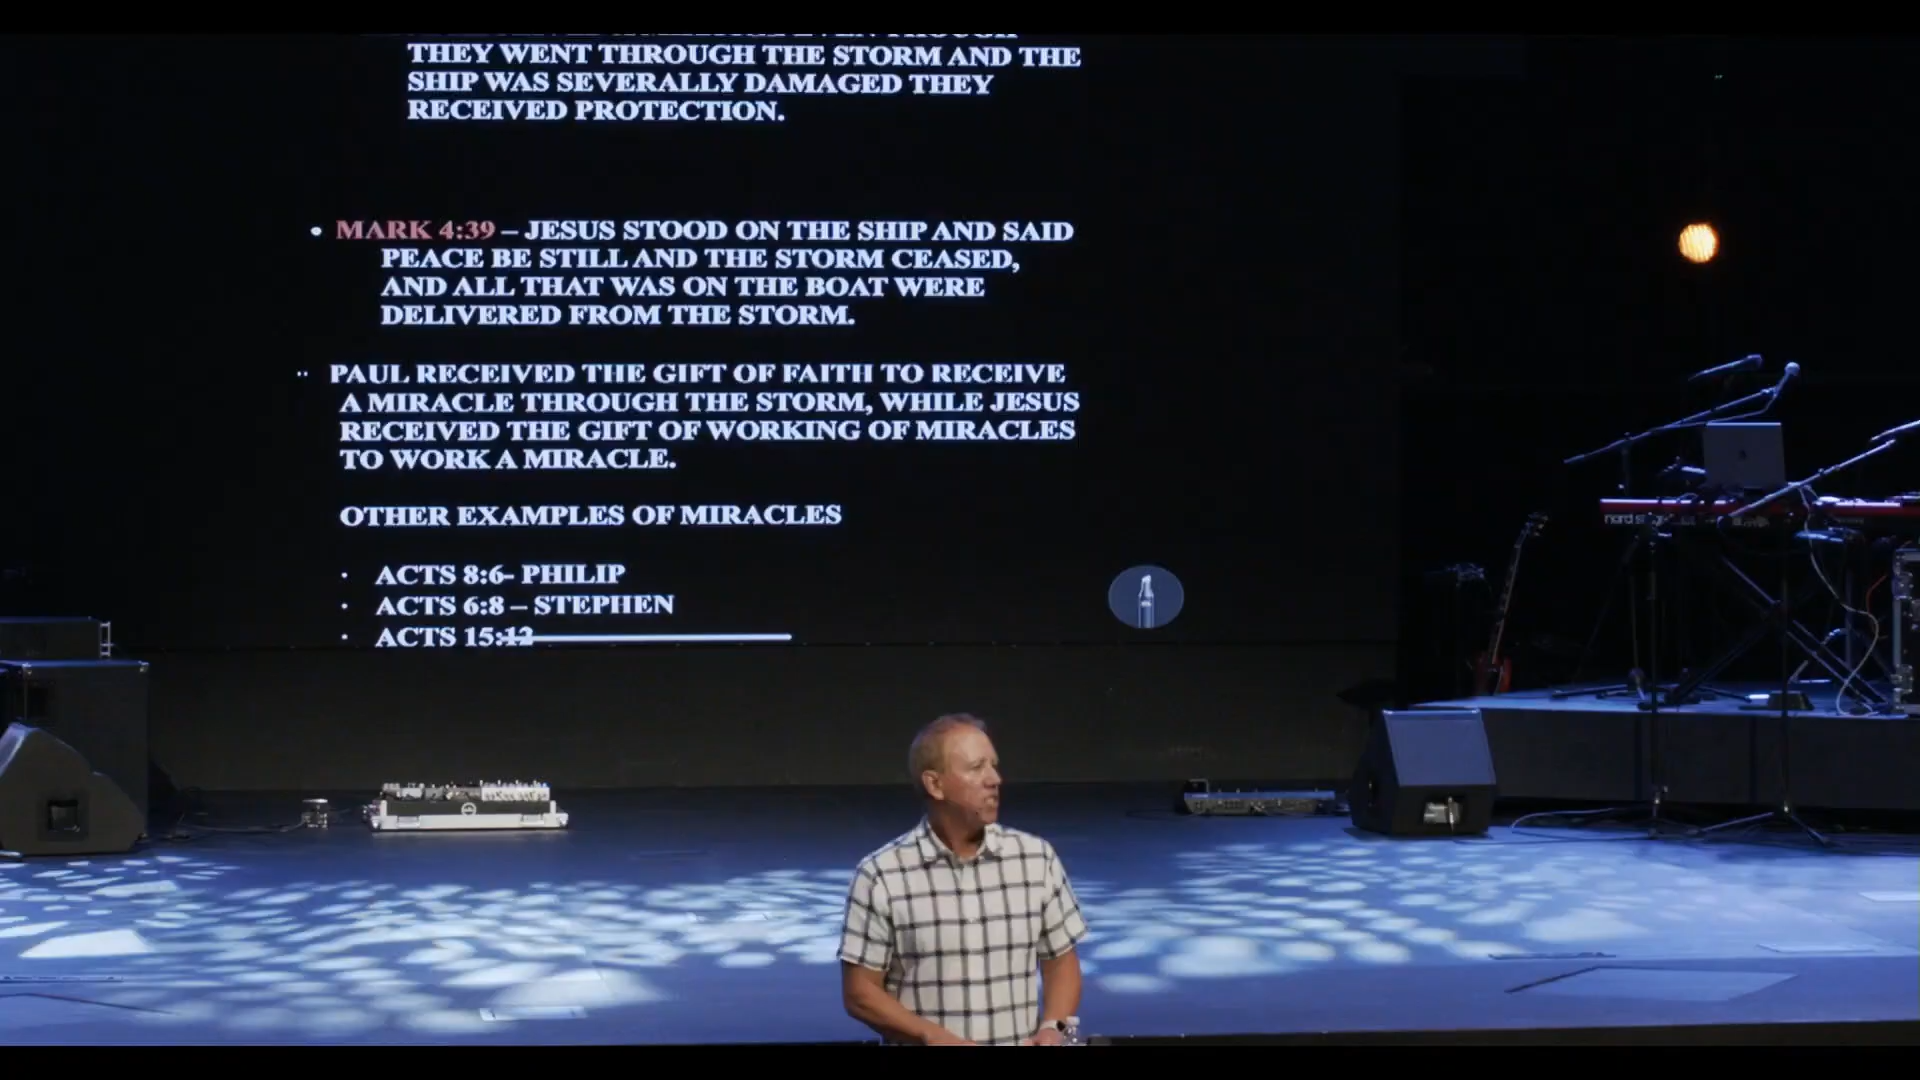 THEY WENT THROUGH THE STORM AND THE
SHIP WAS SEVERALLY DAMAGED THEY
RECEIVED PROTECTION.
• MARK 4:39 – JESUS STOOD ON THE SHIP AND SAID
PEACE BE STILL AND THE STORM CEASED,
AND ALL THAT WAS ON THE BOAT WERE
DELIVERED FROM THE STORM.
·· PAUL RECEIVED THE GIFT OF FAITH TO RECEIVE
A MIRACLE THROUGH THE STORM, WHILE JESUS
RECEIVED THE GIFT OF WORKING OF MIRACLES
TO WORK A MIRACLE.
OTHER EXAMPLES OF MIRACLES
· ACTS 8:6- PHILIP
· ACTS 6:8 – STEPHEN
· ACTS 15:12
nord